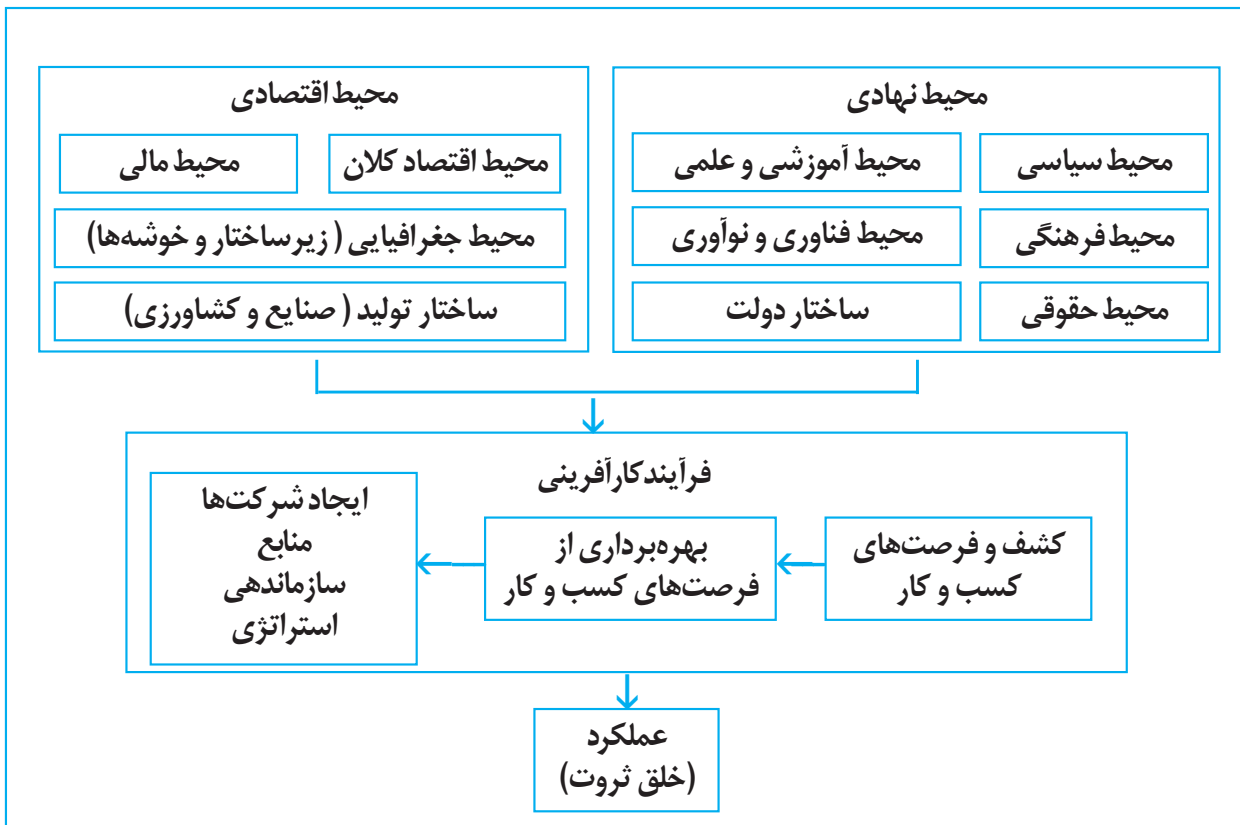 محیط نهادی
محیط سیاسی
محیط آموزشی و علمی
محیط فرهنگی
محیط فناوری و نوآوری
محیط حقوقی
ساختار دولت
محیط اقتصادی
محیط اقتصاد کلان
محیط مالی
محیط جغرافیایی (زیرساختار و خوشه‌ها)
ساختار تولید (صنایع و کشاورزی)
فرآیند کارآفرینی
کشف و فرصت‌های
کسب و کار
بهره‌برداری از
فرصت‌های کسب و کار
ایجاد شرکت‌ها
منابع
سازماندهی
استراتژی
عملکرد
(خلق ثروت)